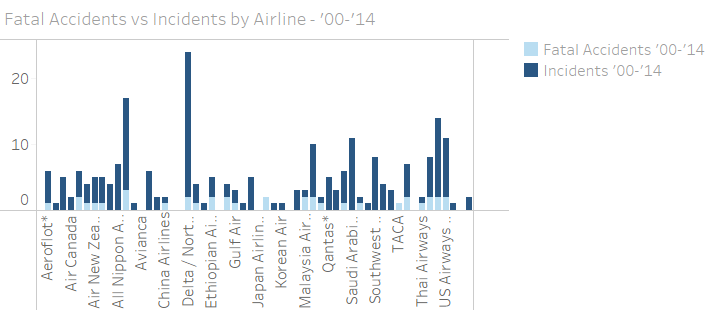 Fatal Accidents vs Incidents by Airline - '00-'14
Fatal Accidents '00-'14
Incidents '00-'14
20
10
0
Aeroflot*
Air Canada
Air New Zea..
All Nippon A..
Avianca
China Airlines
Delta / Nort..
Ethiopian Ai..
Gulf Air
Japan Airlin..
Korean Air
Malaysia Air..
Qantas*
Saudi Arabi..
Southwest ..
TACA
Thai Airways
US Airways ..